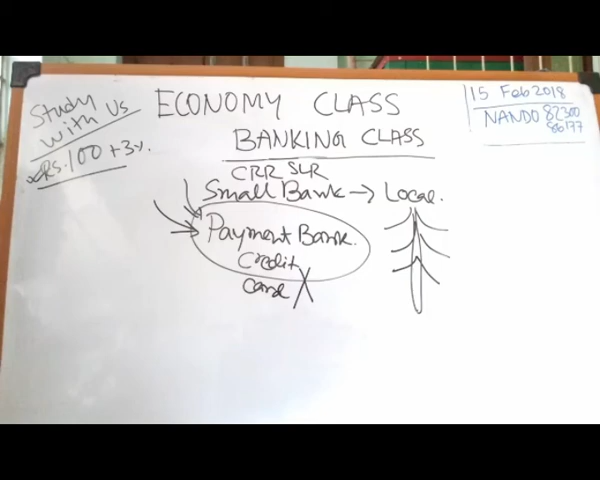 Study
with Us
Rs.100 + 3%
ECONOMY CLASS
BANKING CLASS
15 Feb 2018
NANDO 82300
86177
CRR SLR
Small Bank → Local.
Payment Bank.
Credit
Card X